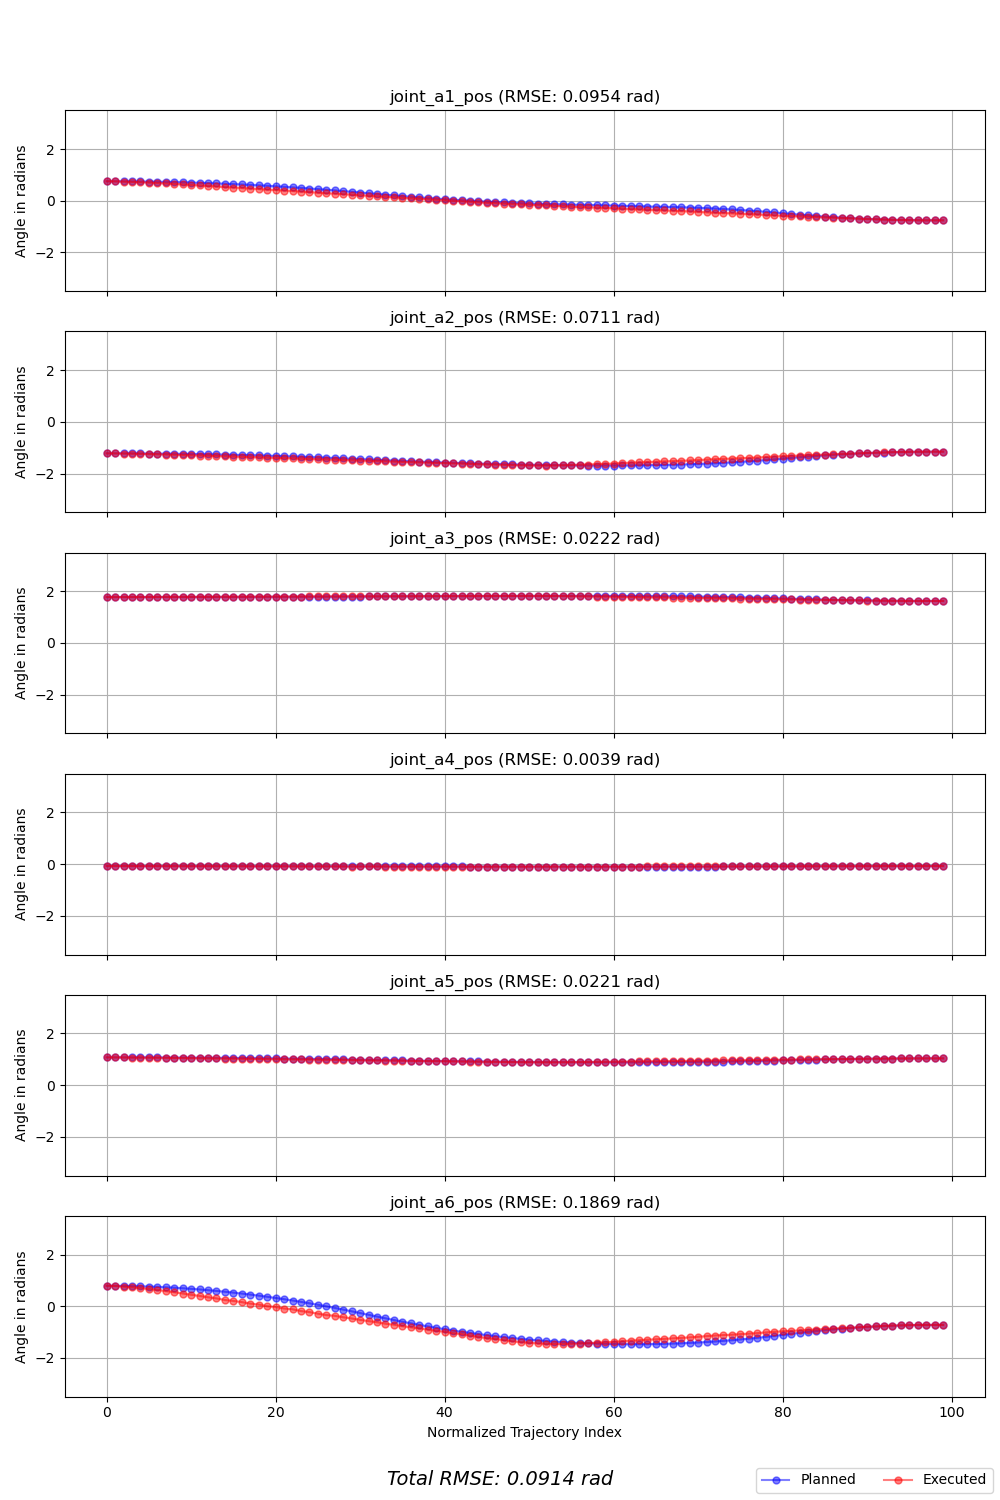 joint_a1_pos (RMSE: 0.0954 rad)
Angle in radians
2
0
−2
joint_a2_pos (RMSE: 0.0711 rad)
Angle in radians
2
0
−2
joint_a3_pos (RMSE: 0.0222 rad)
Angle in radians
2
0
−2
joint_a4_pos (RMSE: 0.0039 rad)
Angle in radians
2
0
−2
joint_a5_pos (RMSE: 0.0221 rad)
Angle in radians
2
0
−2
joint_a6_pos (RMSE: 0.1869 rad)
Angle in radians
2
0
−2
0 20 40 60 80 100
Normalized Trajectory Index
Total RMSE: 0.0914 rad
Planned Executed